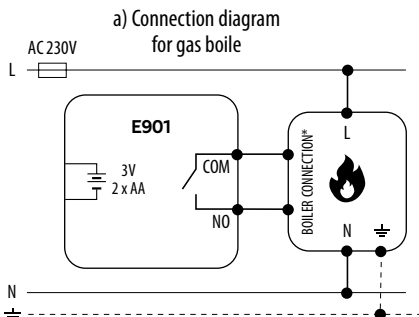 a) Connection diagram
for gas boile
AC 230V
L
E901
3V
2 x AA
COM
NO
BOILER CONNECTION*
L
N
N